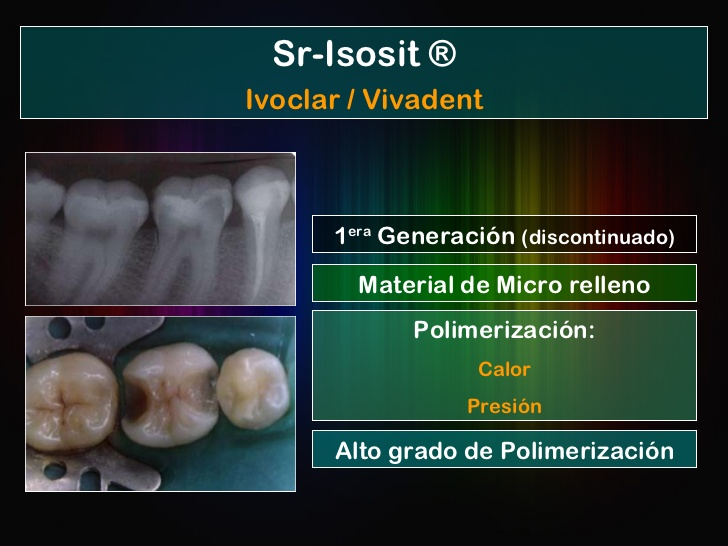 Sr-Isosit ®
Ivoclar / Vivadent
1era Generación (discontinuado)
Material de Micro relleno
Polimerización:
Calor
Presión
Alto grado de Polimerización